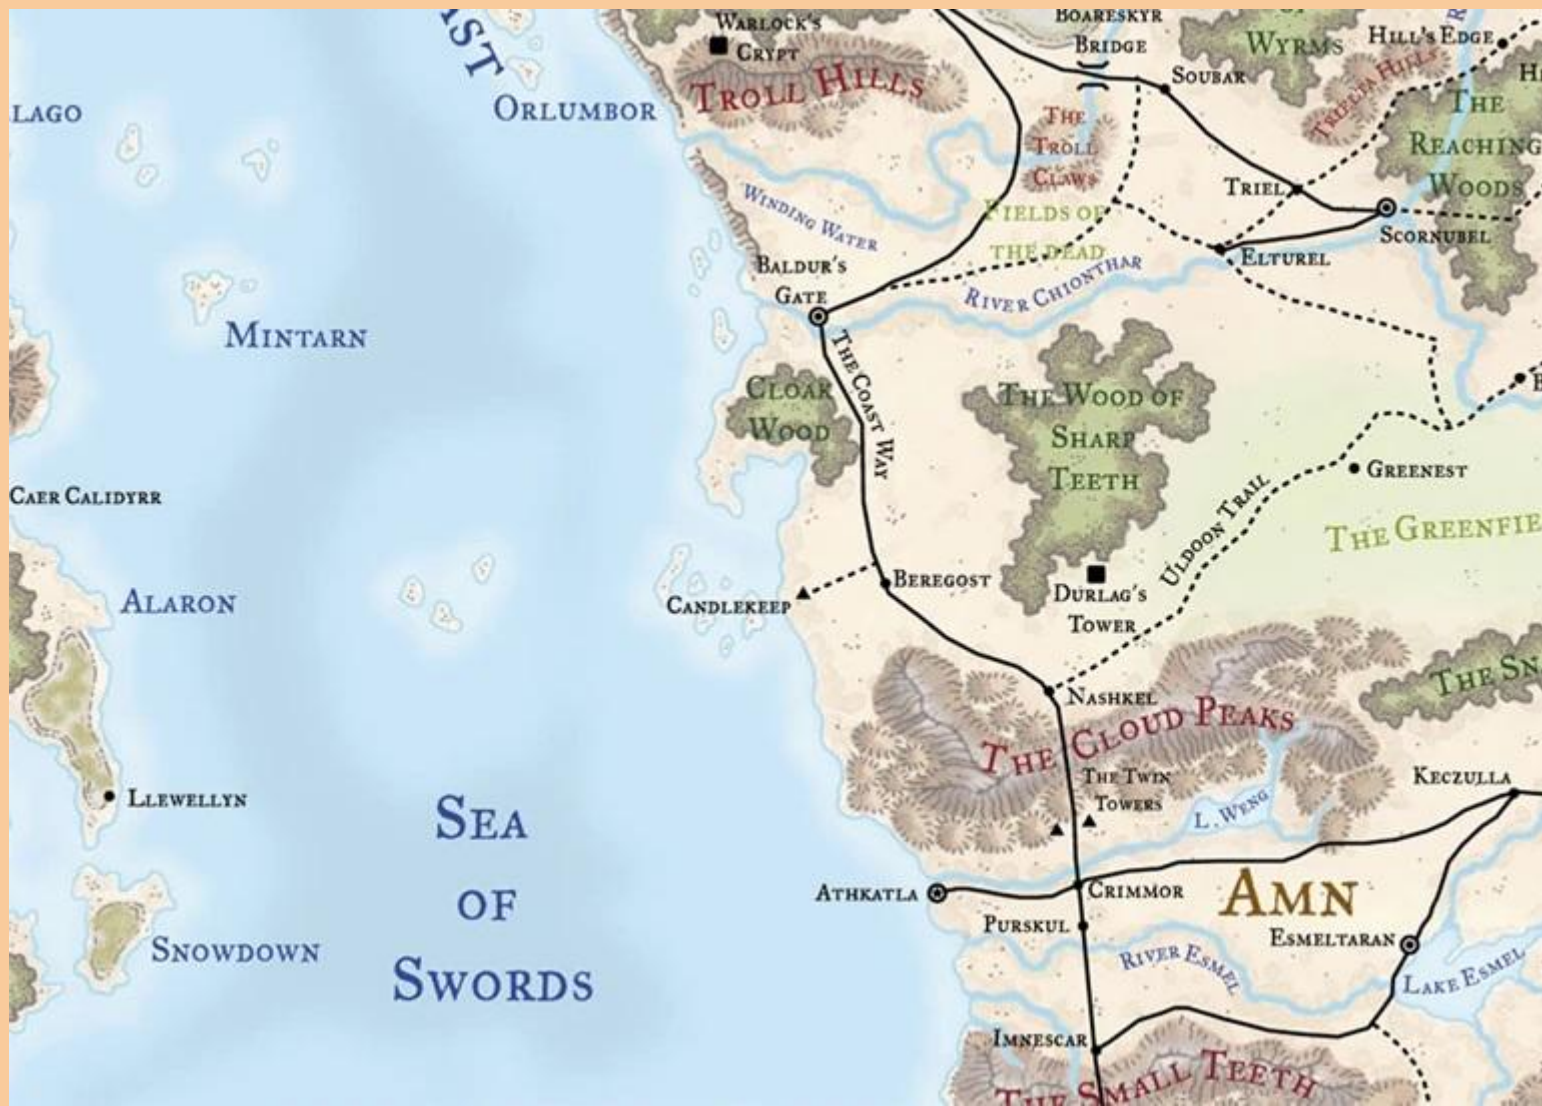 WARLOCK'S
CRYPT
TROLL HILLS
BOARESKYR
BRIDGE
SOUBAR
WYRMS
HILL'S EDGE
TRIELTA HILLS
THE
REACHING
WOODS
LAGO
ORLUMBOR
THE
TROLL
CLAWS
TRIEL
SCORNUBEL
WINDING WATER
FIELDS OF
THE DEAD
ELTUREL
BALDUR'S
GATE
RIVER CHIONTHAR
MINTARN
THE COAST WAY
CLOAK
WOOD
THE WOOD OF
SHARP
TEETH
GREENEST
ULDOON TRAIL
THE GREENFIE
CAER CALIDYRR
ALARON
CANDLEKEEP
BEREGOST
DURLAG'S
TOWER
NASHKEL
THE SN
THE CLOUD PEAKS
THE TWIN
TOWERS
L. WENG
KECZULLA
LLEWELLYN
SEA
OF
SWORDS
ATHKATLA
CRIMMOR
AMN
PURSKUL
ESMELTARAN
SNOWDOWN
RIVER ESMEL
LAKE ESMEL
IMNESCAR
THE SMALL TEETH